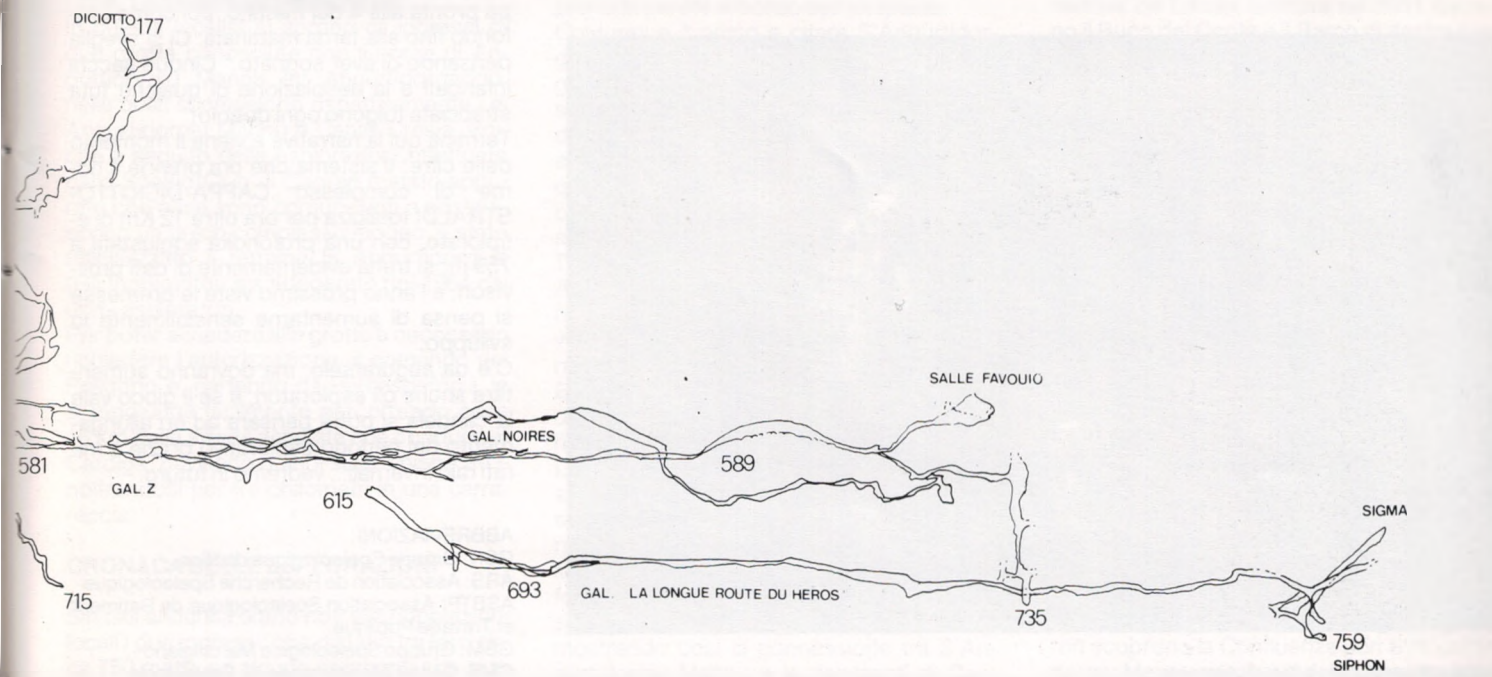 DICIOTTO 177
SALLE FAVOUIO
GAL. NOIRES
581
589
GAL. Z
615
SIGMA
693
GAL. LA LONGUE ROUTE DU HEROS
715
735
759
SIPHON